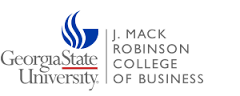 GeorgiaState
University®
J. MACK
ROBINSON
COLLEGE
OF BUSINESS